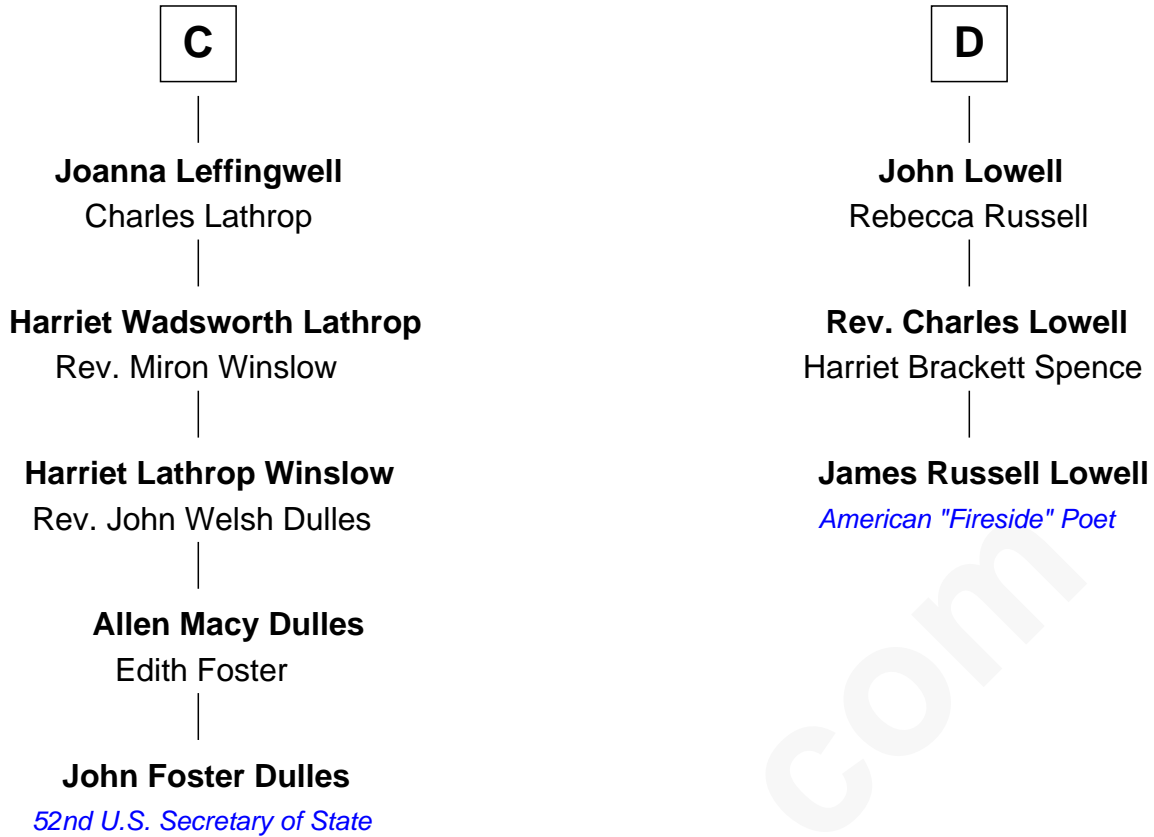 C
Joanna Leffingwell
Charles Lathrop
Harriet Wadsworth Lathrop
Rev. Miron Winslow
Harriet Lathrop Winslow
Rev. John Welsh Dulles
Allen Macy Dulles
Edith Foster
John Foster Dulles
52nd U.S. Secretary of State
D
John Lowell
Rebecca Russell
Rev. Charles Lowell
Harriet Brackett Spence
James Russell Lowell
American "Fireside" Poet
com